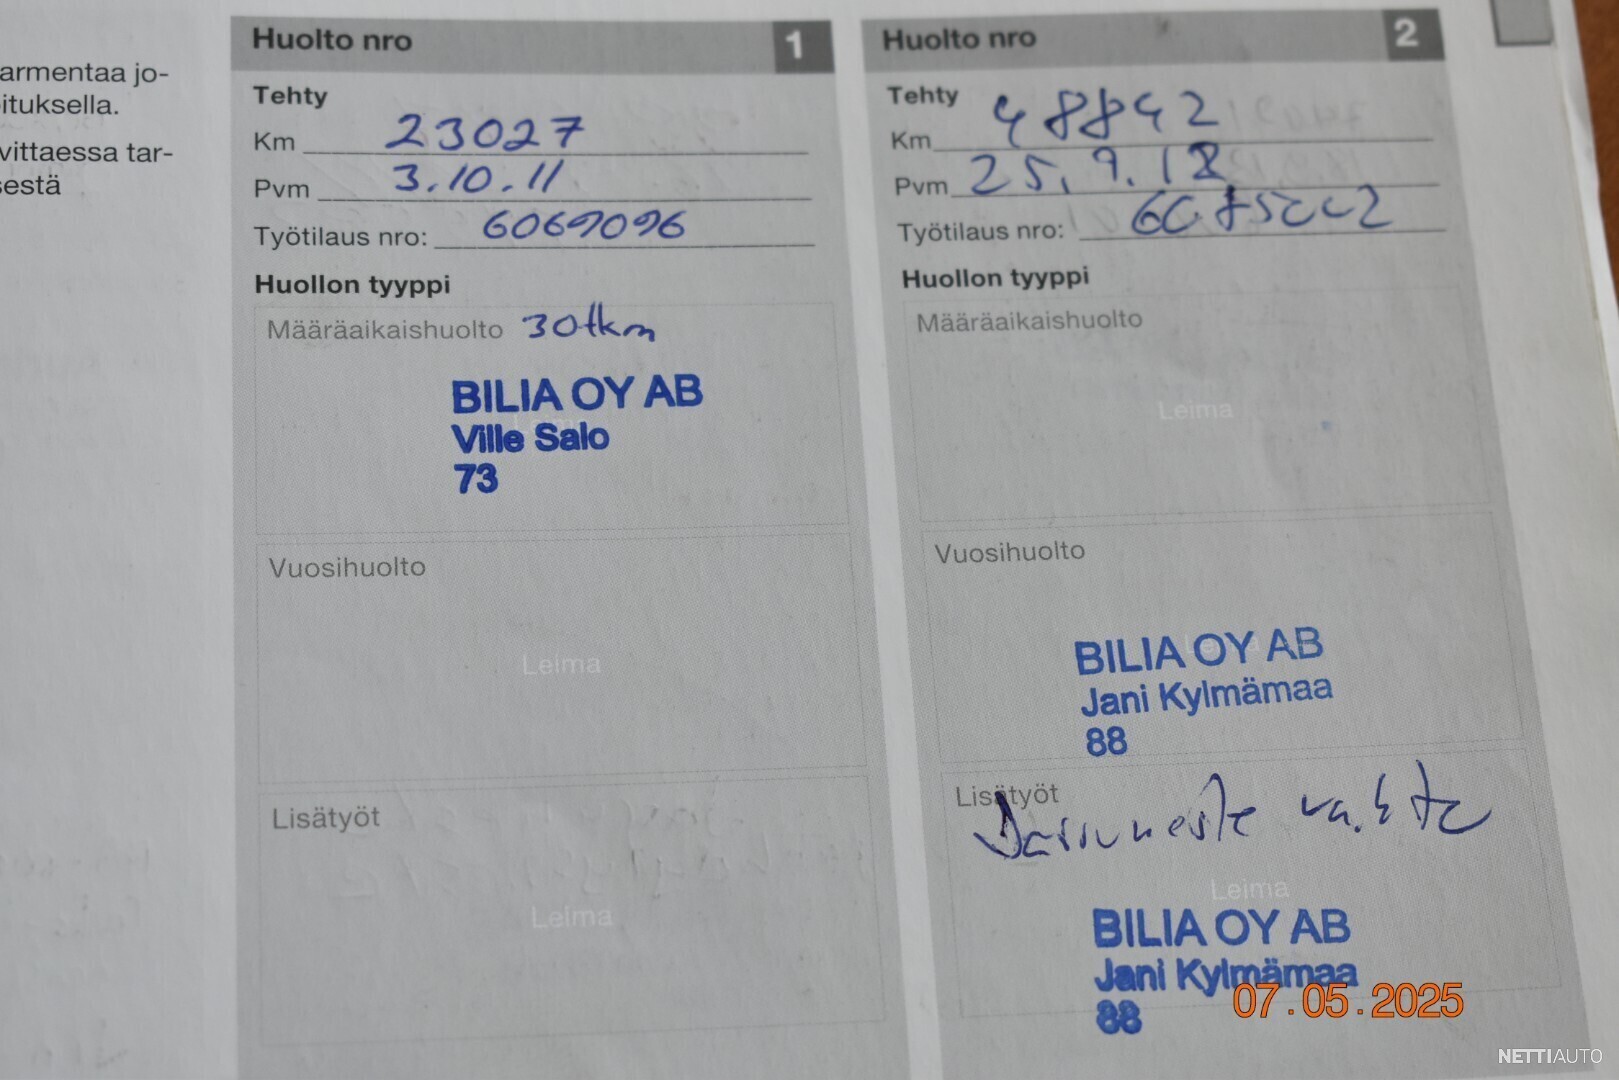 armentaa jo-
ituksella.
vittaessa tar-
sestä
Huolto nro 1
Tehty
Km 23027
Pvm 3.10.11
Työtilaus nro: 6069096
Huollon tyyppi
Määräaikaishuolto 30tkm
BILIA OY AB
Ville Salo
73
Vuosihuolto
Leima
Lisätyöt
Leima
Huolto nro 2
Tehty
Km 48842
Pvm 25.9.12
Työtilaus nro:
Huollon tyyppi
Määräaikaishuolto
Leima
Vuosihuolto
BILIA OY AB
Jani Kylmämaa
88
Lisätyöt
Jarruneste
Leima
BILIA OY AB
Jani Kylmämaa
88
07.05.2025
NETTIAUTO